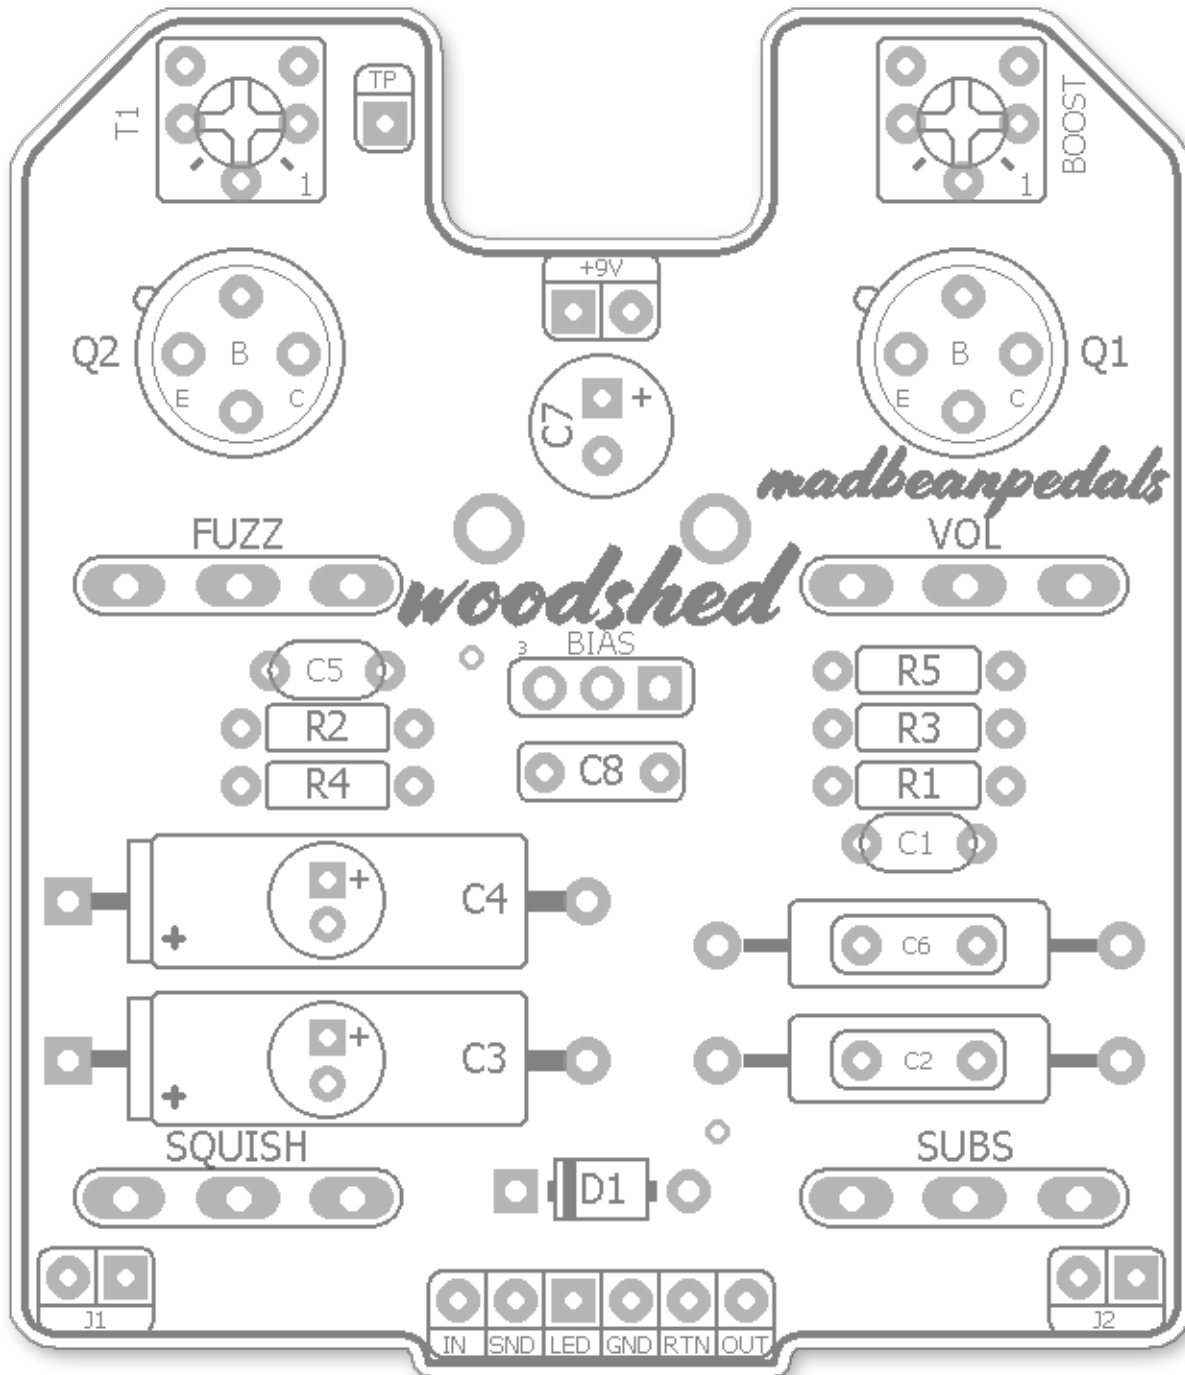 T1
TP
BOOST
1
1
+9V
Q2
B
E
C
Q1
B
E
C
C7
+
madbeanpedals
FUZZ
VOL
woodshed
3
BIAS
C5
R5
R2
R3
R4
C8
R1
C1
+
C4
+
C6
+
C3
+
C2
SQUISH
SUBS
D1
J1
J2
IN SND LED GND RTN OUT